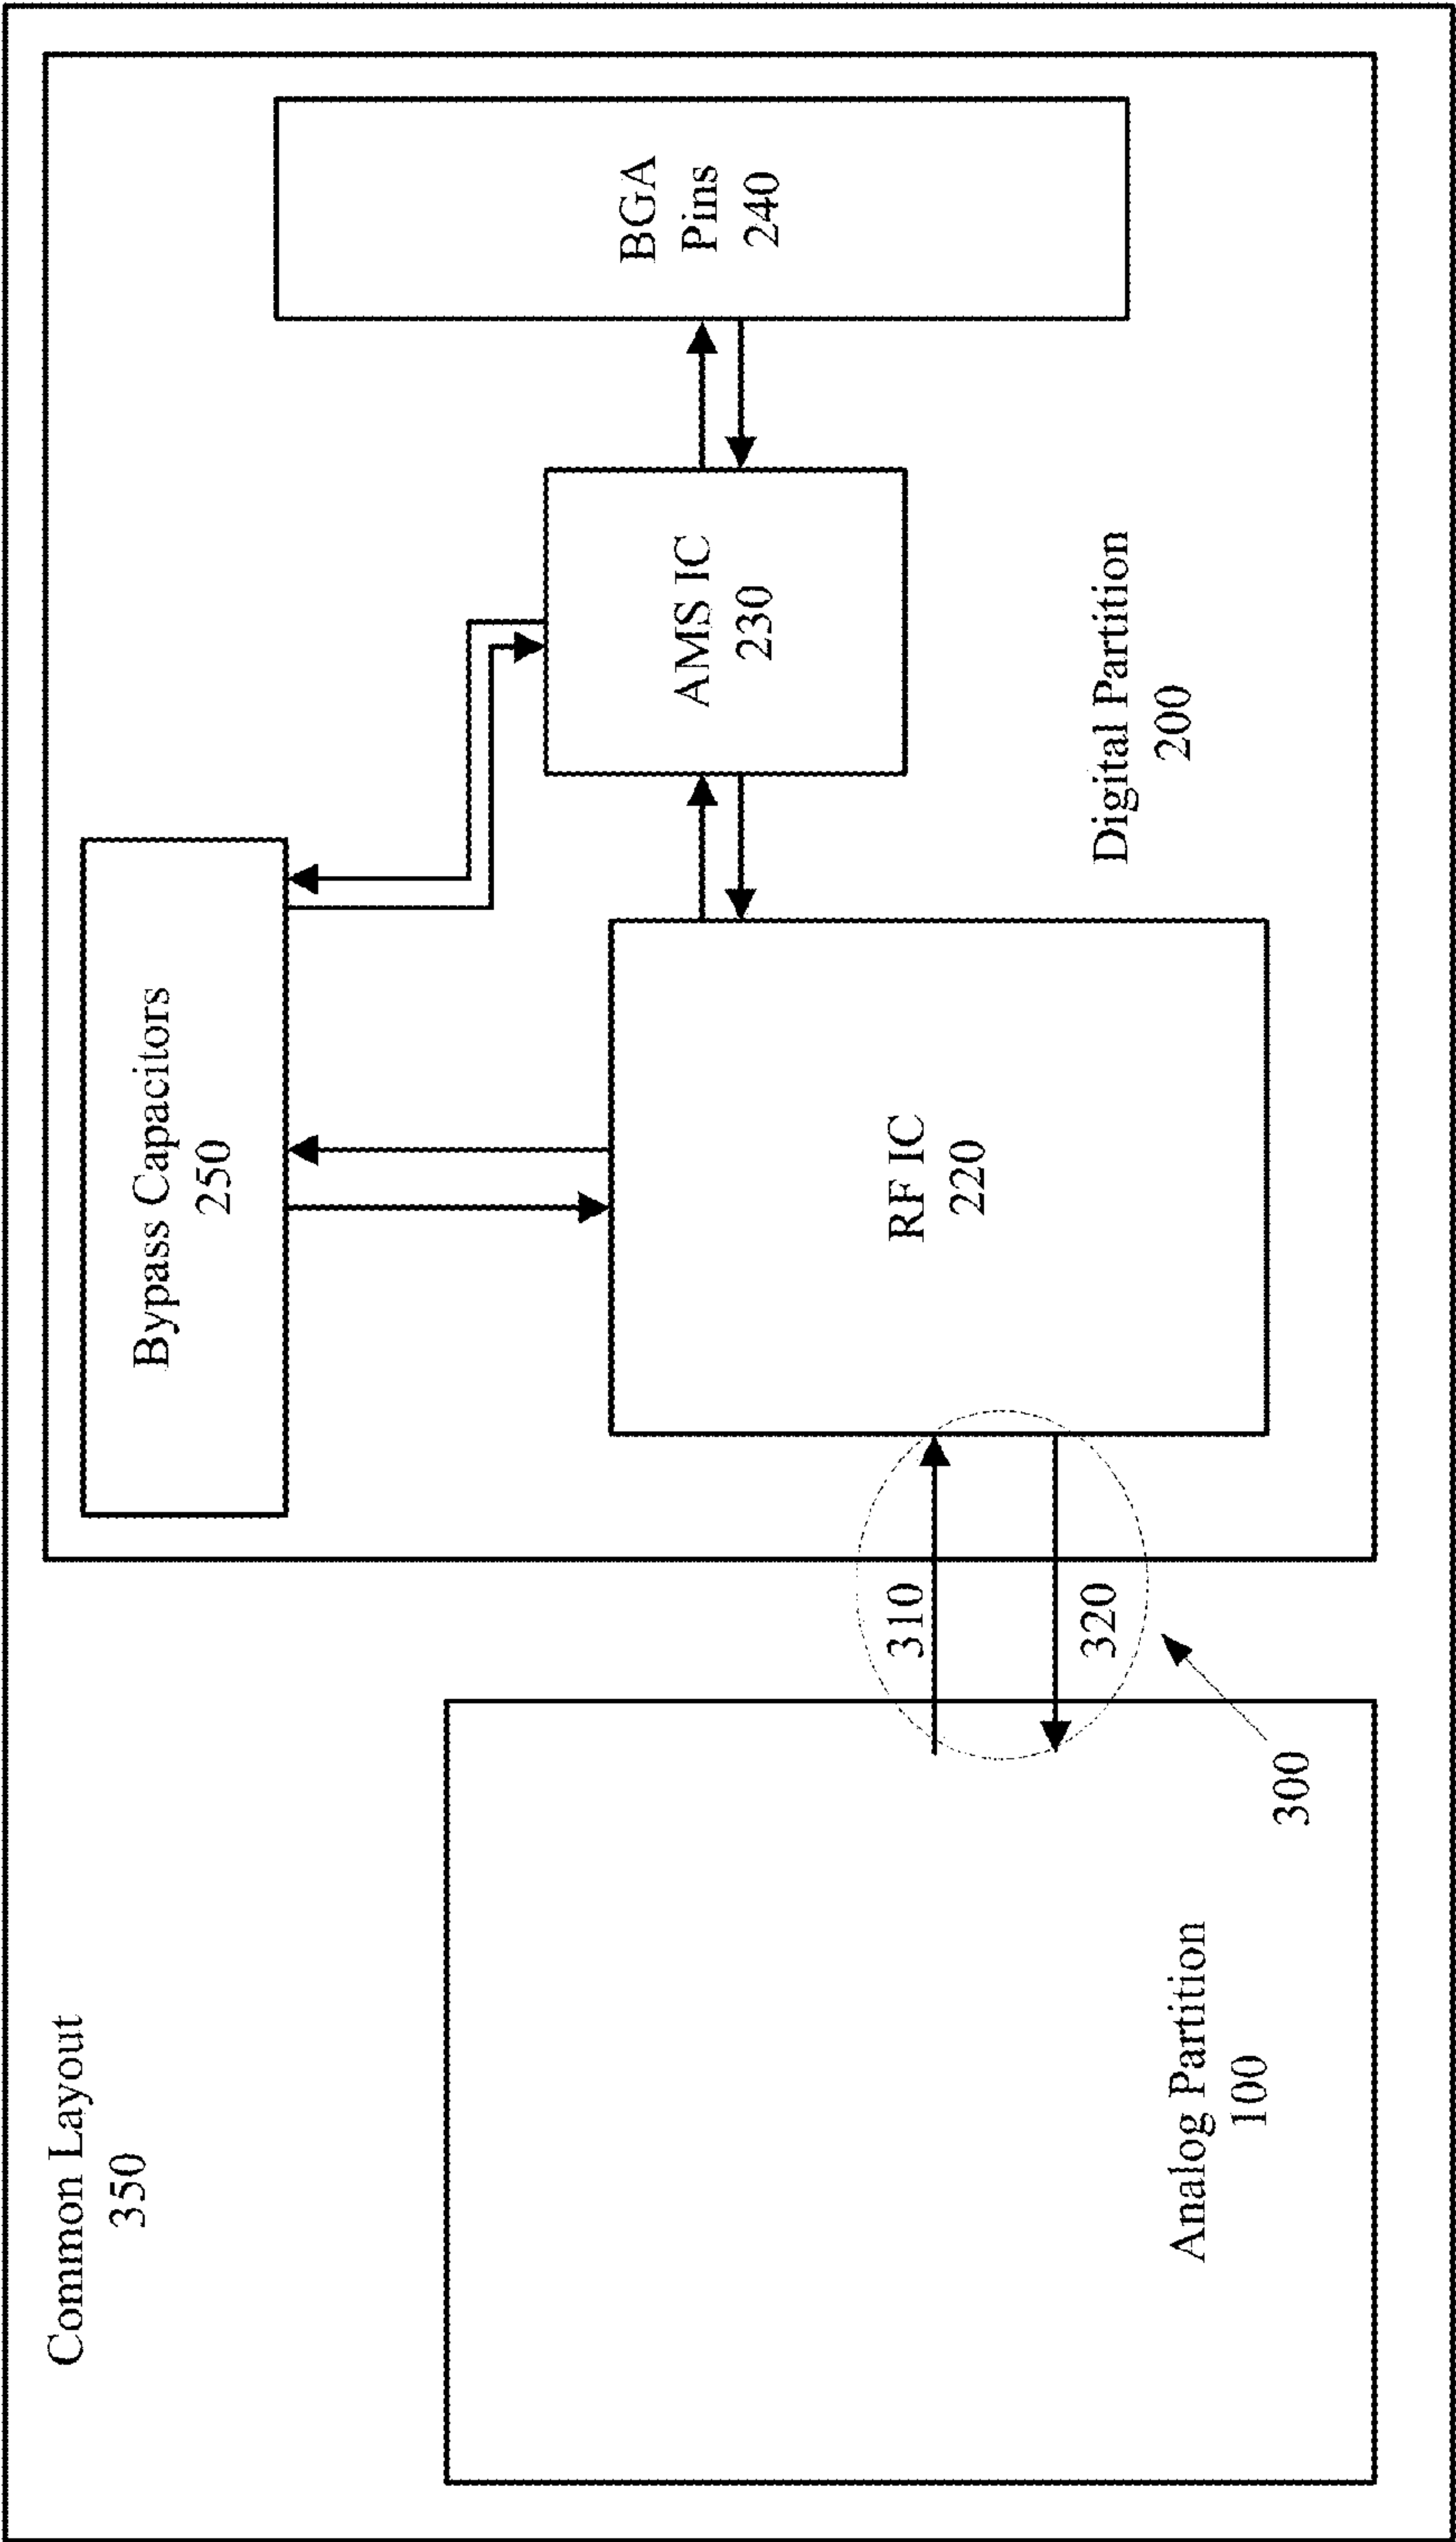 Common Layout
350
Bypass Capacitors
250
BGA
Pins
240
AMS IC
230
RF IC
220
310
320
300
Digital Partition
200
Analog Partition
100